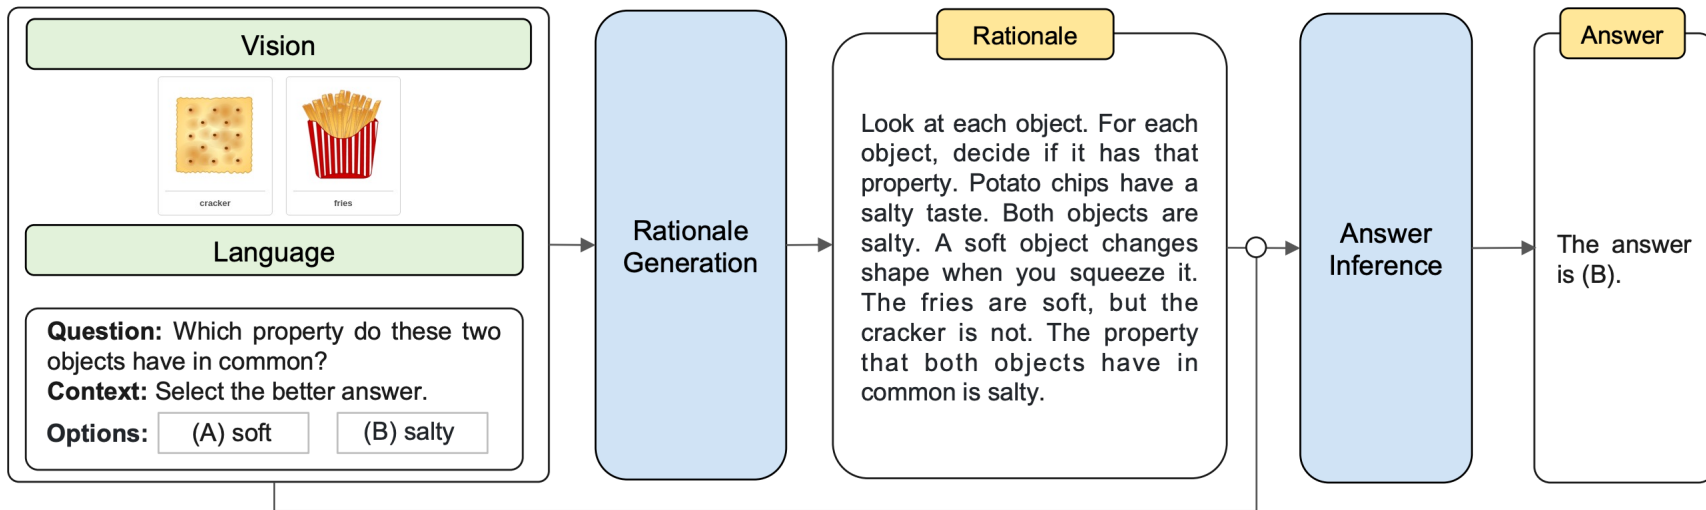 Vision
cracker
fries
Language
Question: Which property do these two
objects have in common?
Context: Select the better answer.
Options: (A) soft (B) salty
Rationale
Generation
Rationale
Look at each object. For each
object, decide if it has that
property. Potato chips have a
salty taste. Both objects are
salty. A soft object changes
shape when you squeeze it.
The fries are soft, but the
cracker is not. The property
that both objects have in
common is salty.
Answer
Inference
Answer
The answer
is (B).